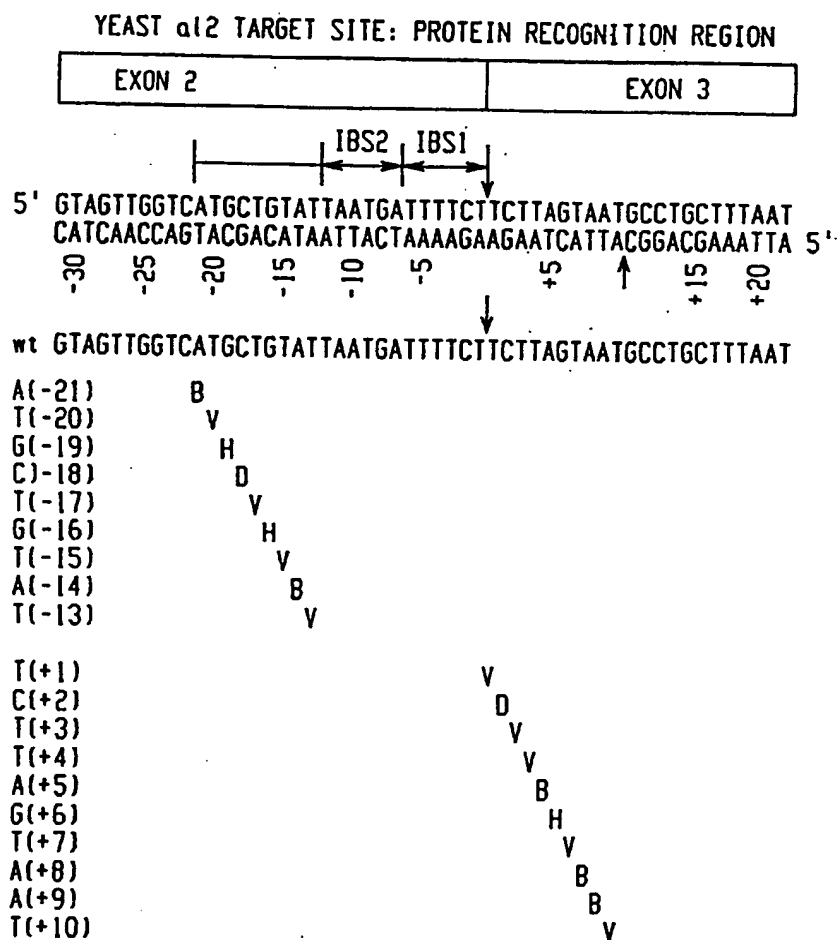 YEAST aI2 TARGET SITE: PROTEIN RECOGNITION REGION
EXON 2 EXON 3
IBS2 IBS1
5' GTAGTTGGTCATGCTGTATTAATGATTTTCTTCTTAGTAATGCCTGCTTTAAT
CATCAACCAGTACGACATAATTACTAAAAGAAGAATCATTACGGACGAAATTA 5'
-30 -25 -20 -15 -10 -5 +5 +15 +20
wt GTAGTTGGTCATGCTGTATTAATGATTTTCTTCTTAGTAATGCCTGCTTTAAT
A(-21) B
T(-20) V
G(-19) H
C)-18) D
T(-17) V
G(-16) H
T(-15) V
A(-14) B
T(-13) V
T(+1) V
C(+2) D
T(+3) V
T(+4) V
A(+5) B
G(+6) H
T(+7) V
A(+8) B
A(+9) B
T(+10) V